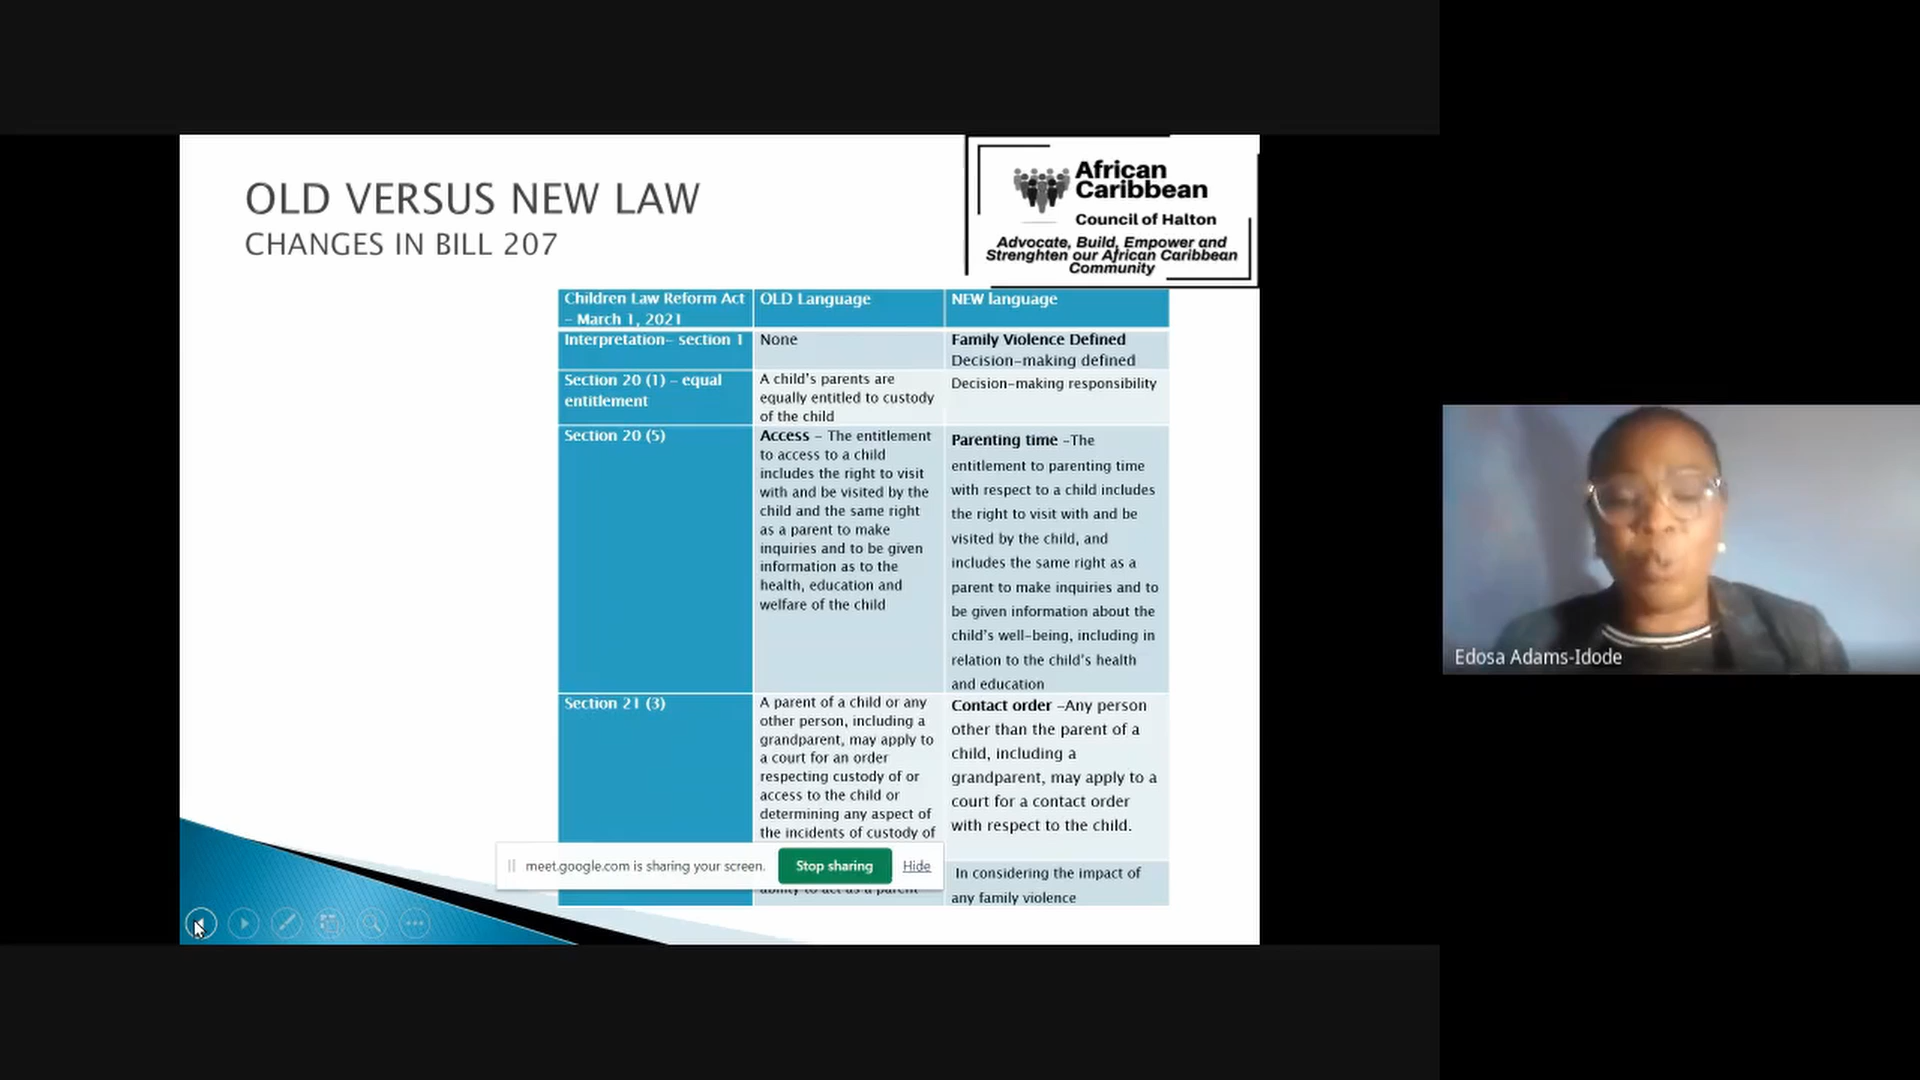 OLD VERSUS NEW LAW
CHANGES IN BILL 207
African
Caribbean
Council of Halton
Advocate, Build, Empower and
Strenghten our African Caribbean
Community
Children Law Reform Act
– March 1, 2021
OLD Language
NEW language
Interpretation– section 1
None
Family Violence Defined
Decision–making defined
Section 20 (1) – equal
entitlement
A child's parents are
equally entitled to custody
of the child
Decision–making responsibility
Section 20 (5)
Access – The entitlement
to access to a child
includes the right to visit
with and be visited by the
child and the same right
as a parent to make
inquiries and to be given
information as to the
health, education and
welfare of the child
Parenting time –The
entitlement to parenting time
with respect to a child includes
the right to visit with and be
visited by the child, and
includes the same right as a
parent to make inquiries and to
be given information about the
child's well–being, including in
relation to the child's health
and education
Section 21 (3)
A parent of a child or any
other person, including a
grandparent, may apply to
a court for an order
respecting custody of or
access to the child or
determining any aspect of
the incidents of custody of
Contact order –Any person
other than the parent of a
child, including a
grandparent, may apply to a
court for a contact order
with respect to the child.
ability to act as a parent
In considering the impact of
any family violence
meet.google.com is sharing your screen.
Stop sharing
Hide
Edosa Adams-Idode